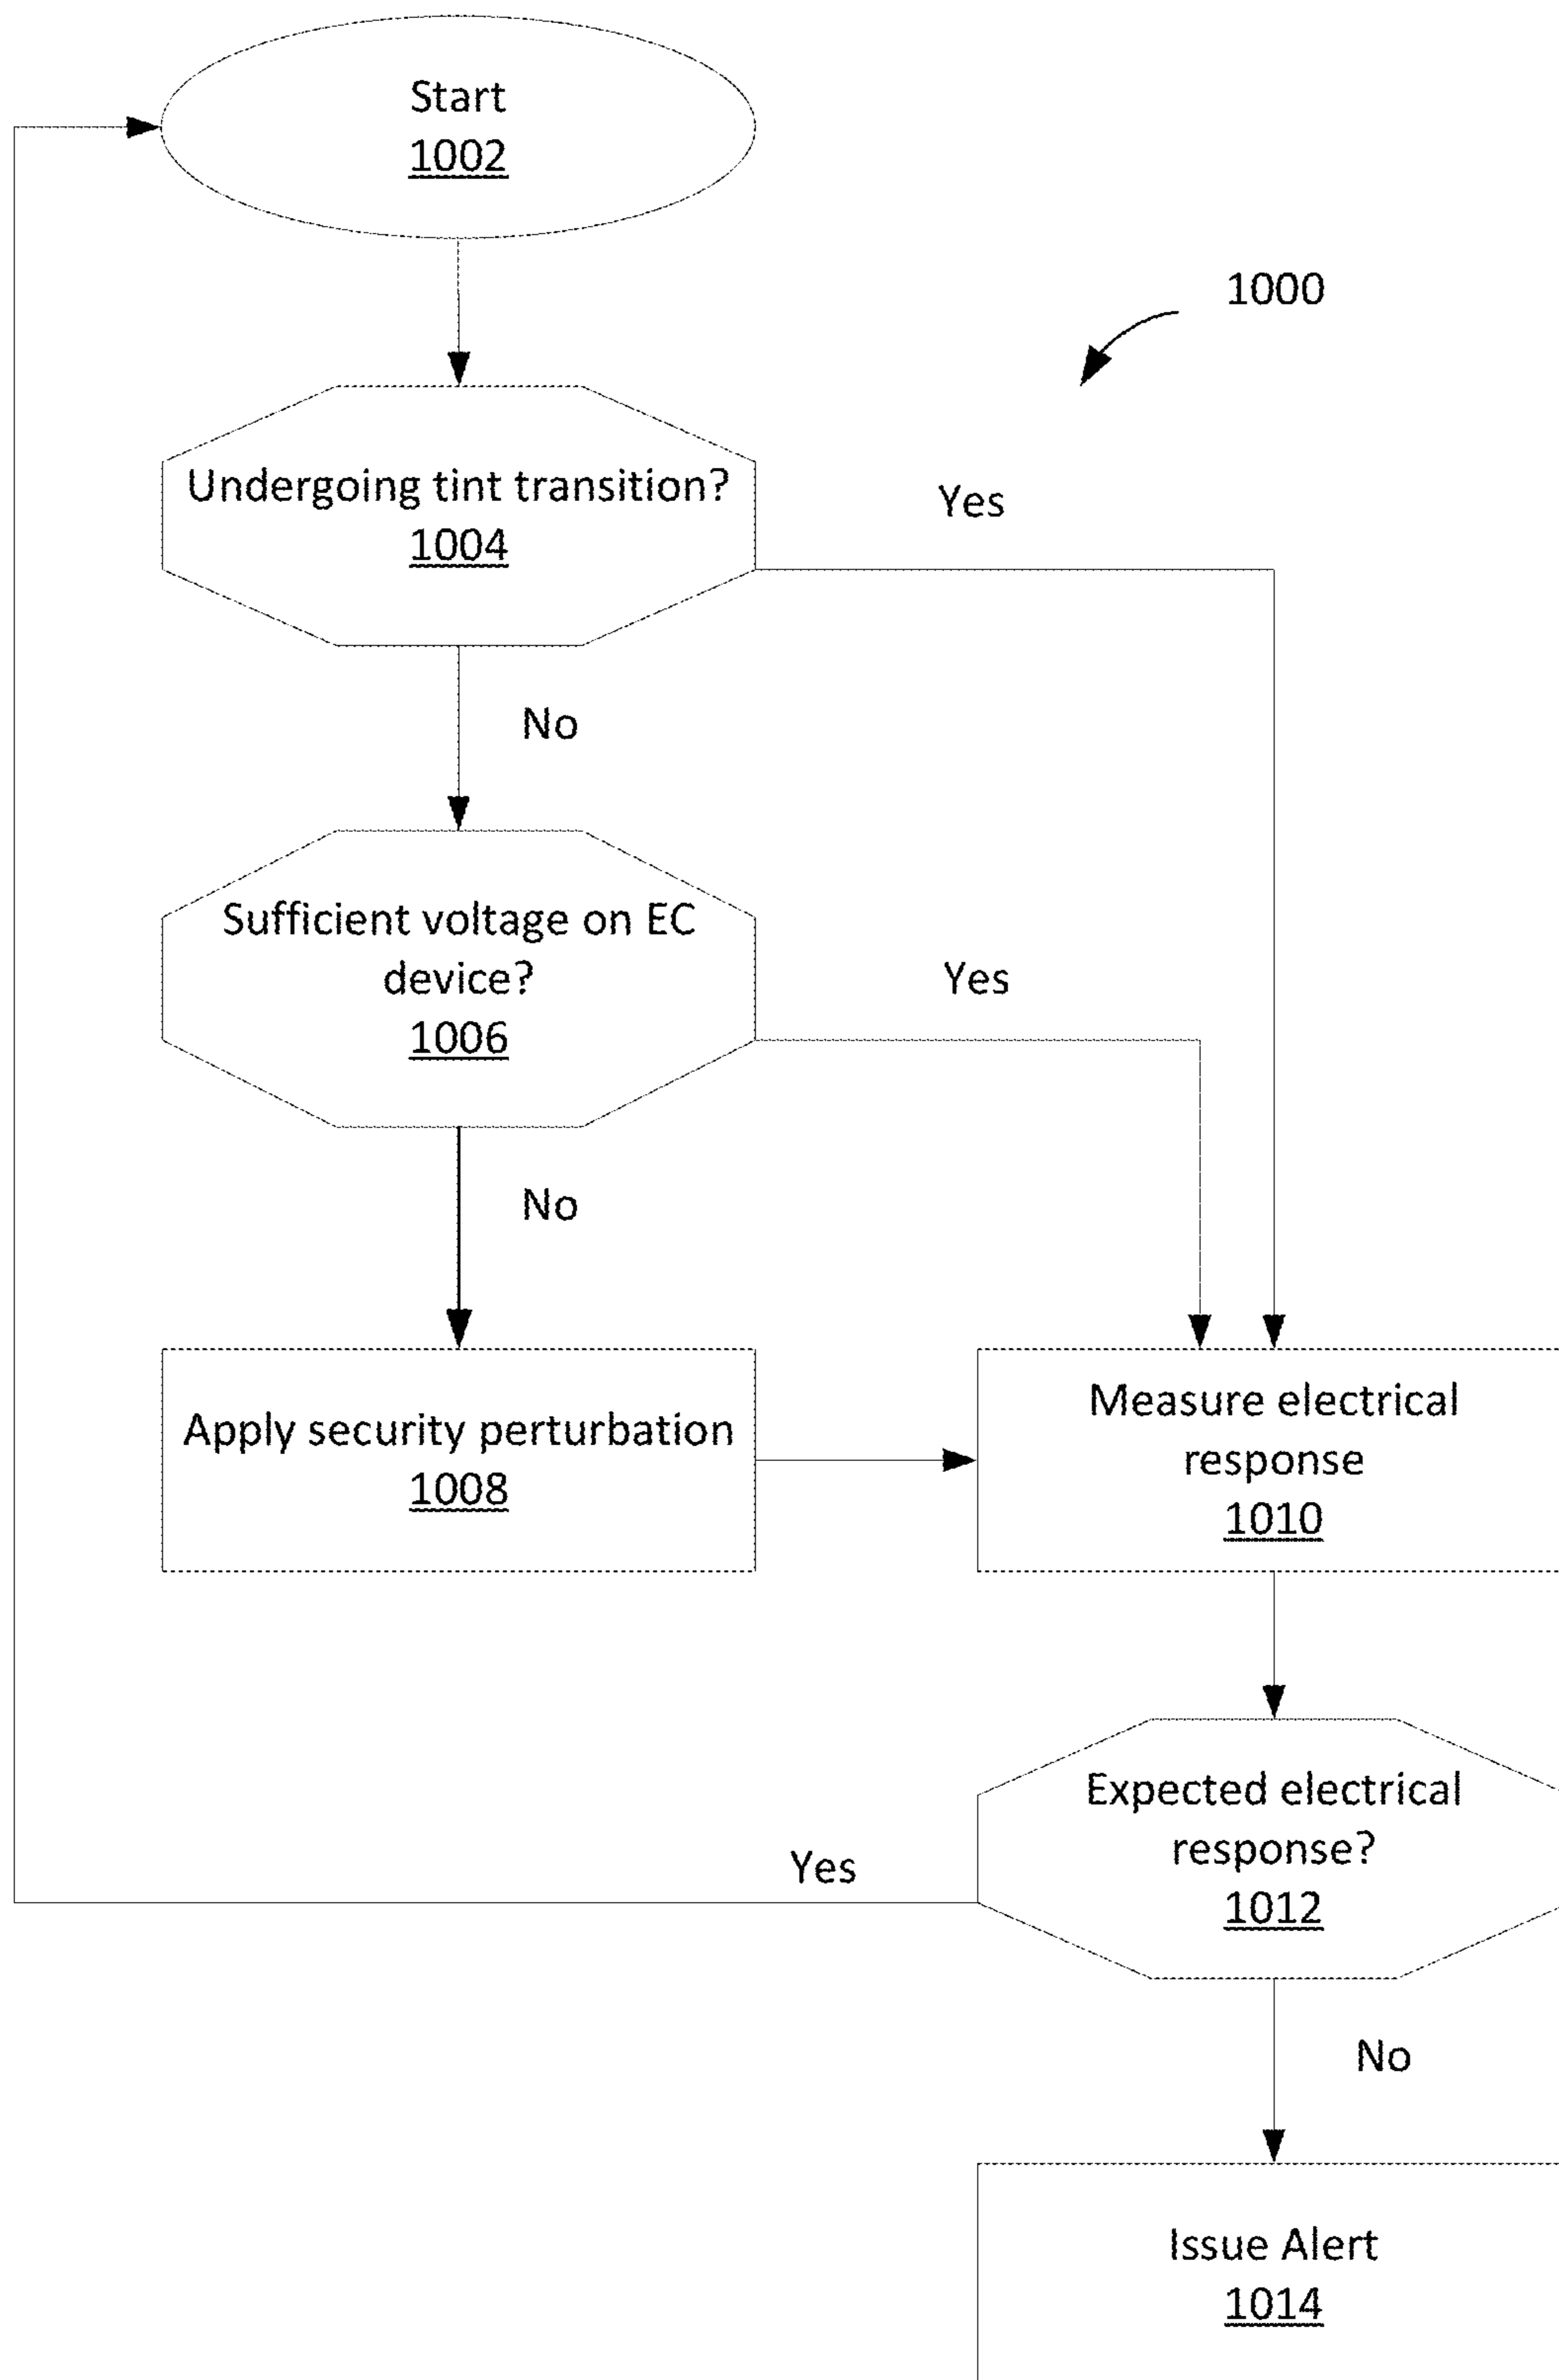 Start
1002
1000
Undergoing tint transition?
1004
Yes
No
Sufficient voltage on EC
device?
1006
Yes
No
Apply security perturbation
1008
Measure electrical
response
1010
Expected electrical
response?
1012
Yes
No
Issue Alert
1014